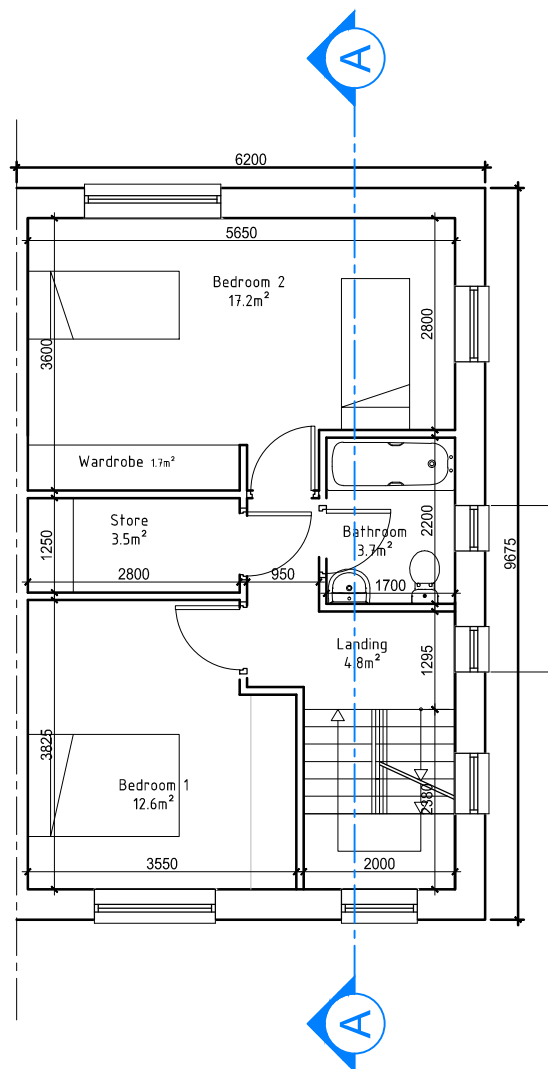 A
6200
5650
Bedroom 2
17.2m²
3600
2800
Wardrobe 1.7m²
Store
3.5m²
1250
2800
950
Bathroom
3.7m²
2200
1700
9675
Landing
4.8m²
1295
3825
Bedroom 1
12.6m²
2380
3550
2000
A